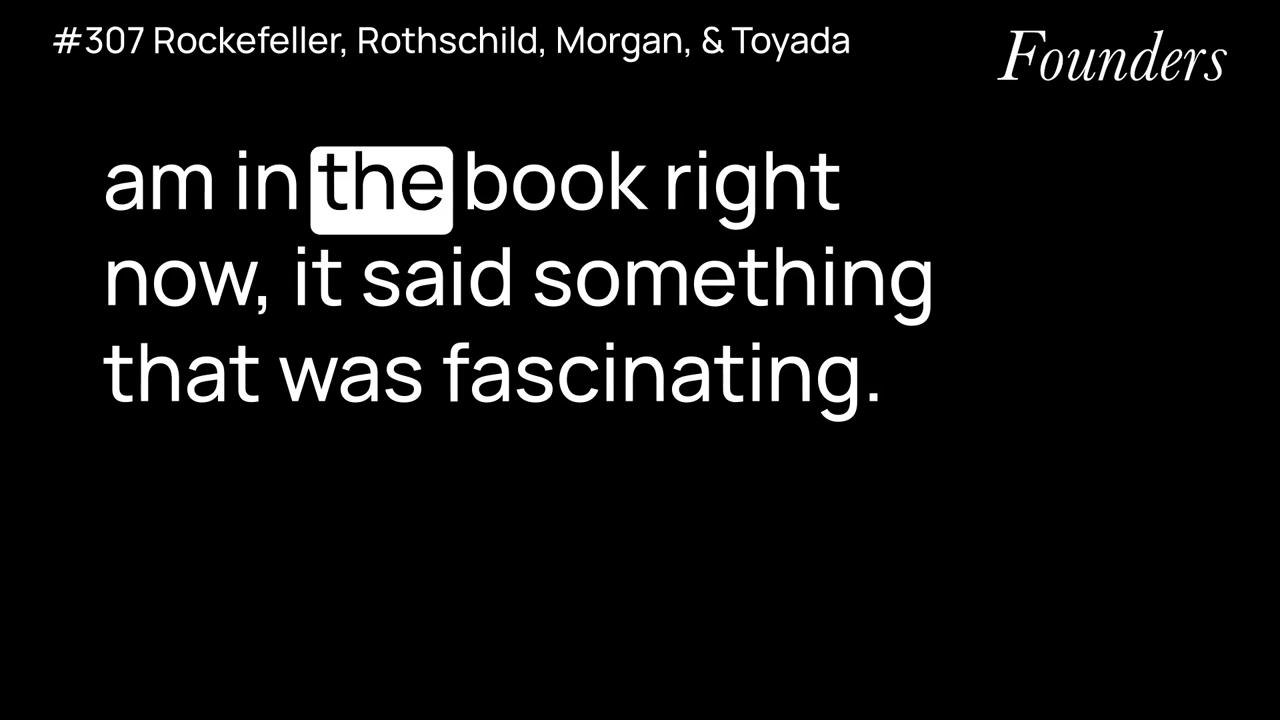 #307 Rockefeller, Rothschild, Morgan, & Toyada
Founders
am in the book right
now, it said something
that was fascinating.